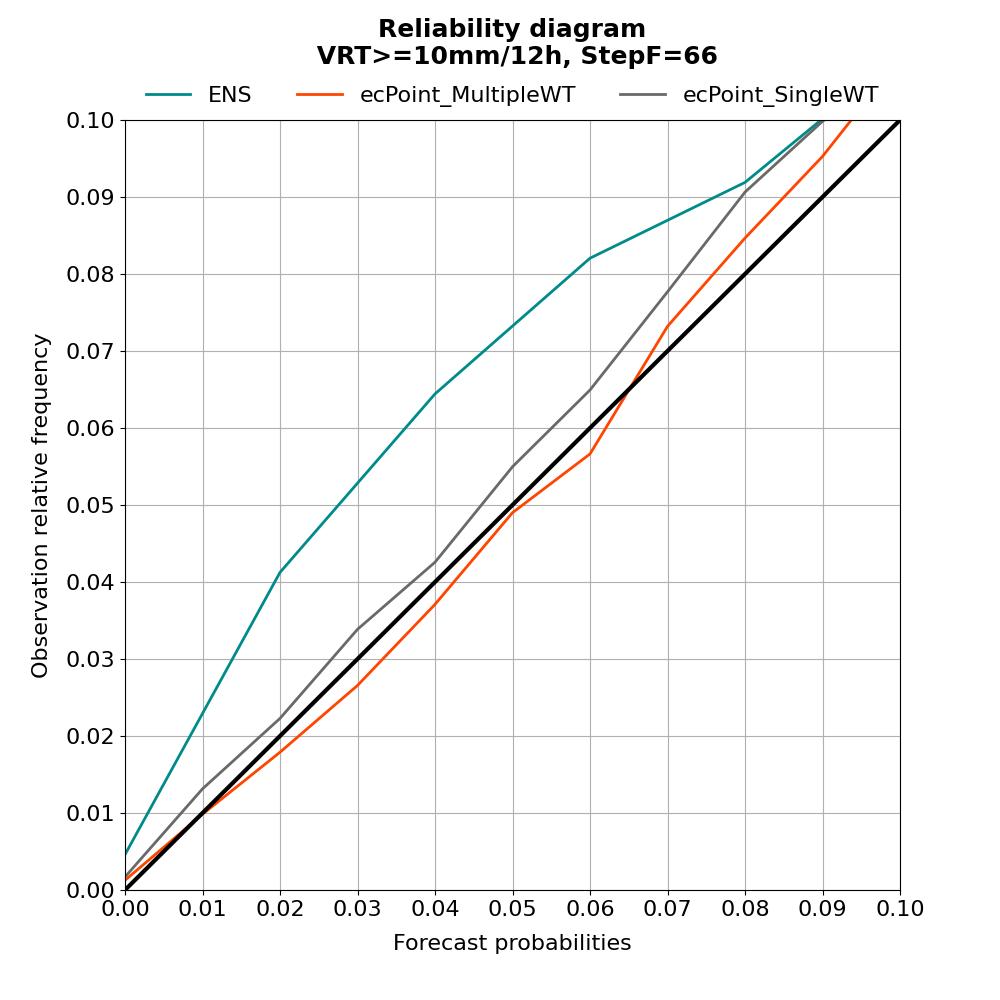 Reliability diagram
VRT>=10mm/12h, StepF=66
ENS ecPoint_MultipleWT ecPoint_SingleWT
0.10
0.09
0.08
0.07
0.06
0.05
0.04
0.03
0.02
0.01
0.00
Observation relative frequency
0.00 0.01 0.02 0.03 0.04 0.05 0.06 0.07 0.08 0.09 0.10
Forecast probabilities